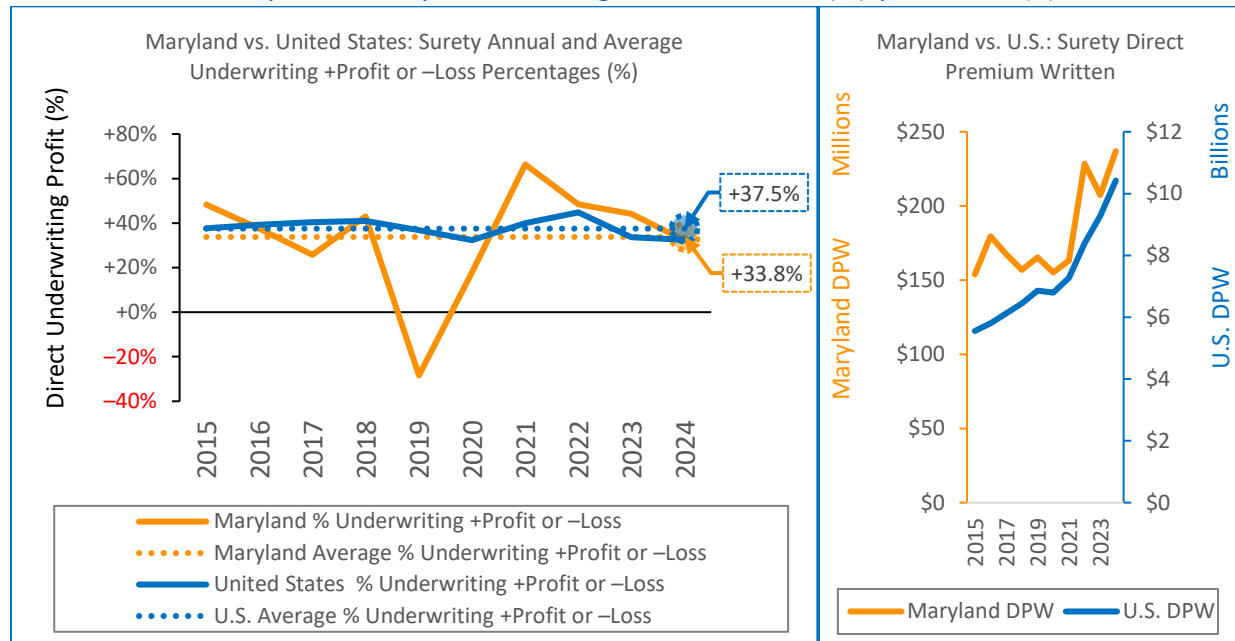 Maryland vs. United States: Surety Annual and Average
Underwriting +Profit or –Loss Percentages (%)
Direct Underwriting Profit (%)
+80%
+60%
+40%
+20%
+0%
–20%
–40%
+37.5%
+33.8%
2015
2016
2017
2018
2019
2020
2021
2022
2023
2024
Maryland % Underwriting +Profit or –Loss
Maryland Average % Underwriting +Profit or –Loss
United States % Underwriting +Profit or –Loss
U.S. Average % Underwriting +Profit or –Loss
Maryland vs. U.S.: Surety Direct
Premium Written
Maryland DPW
Millions
$250
$200
$150
$100
$50
$0
$12
$10
$8
$6
$4
$2
$0
U.S. DPW
Billions
2015
2017
2019
2021
2023
Maryland DPW
U.S. DPW